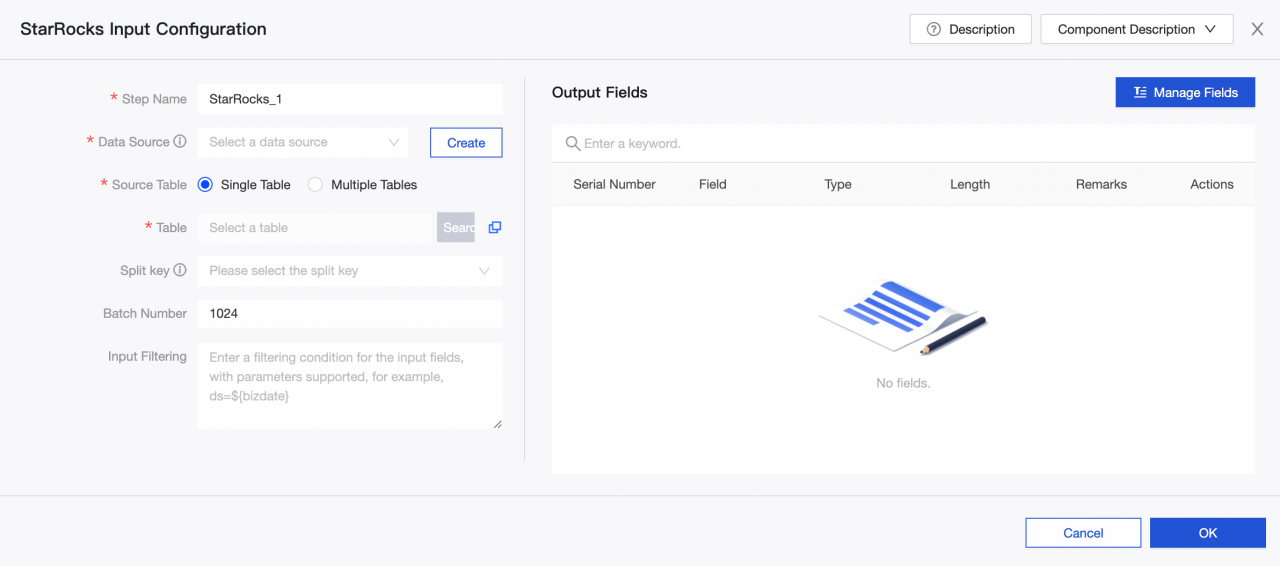 StarRocks Input Configuration
Description
Component Description
* Step Name
StarRocks_1
* Data Source
Select a data source
Create
* Source Table
Single Table
Multiple Tables
* Table
Select a table
Searc
Split key
Please select the split key
Batch Number
1024
Input Filtering
Enter a filtering condition for the input fields,
with parameters supported, for example,
ds=${bizdate}
Output Fields
Manage Fields
Enter a keyword.
Serial Number Field Type Length Remarks Actions
No fields.
Cancel
OK